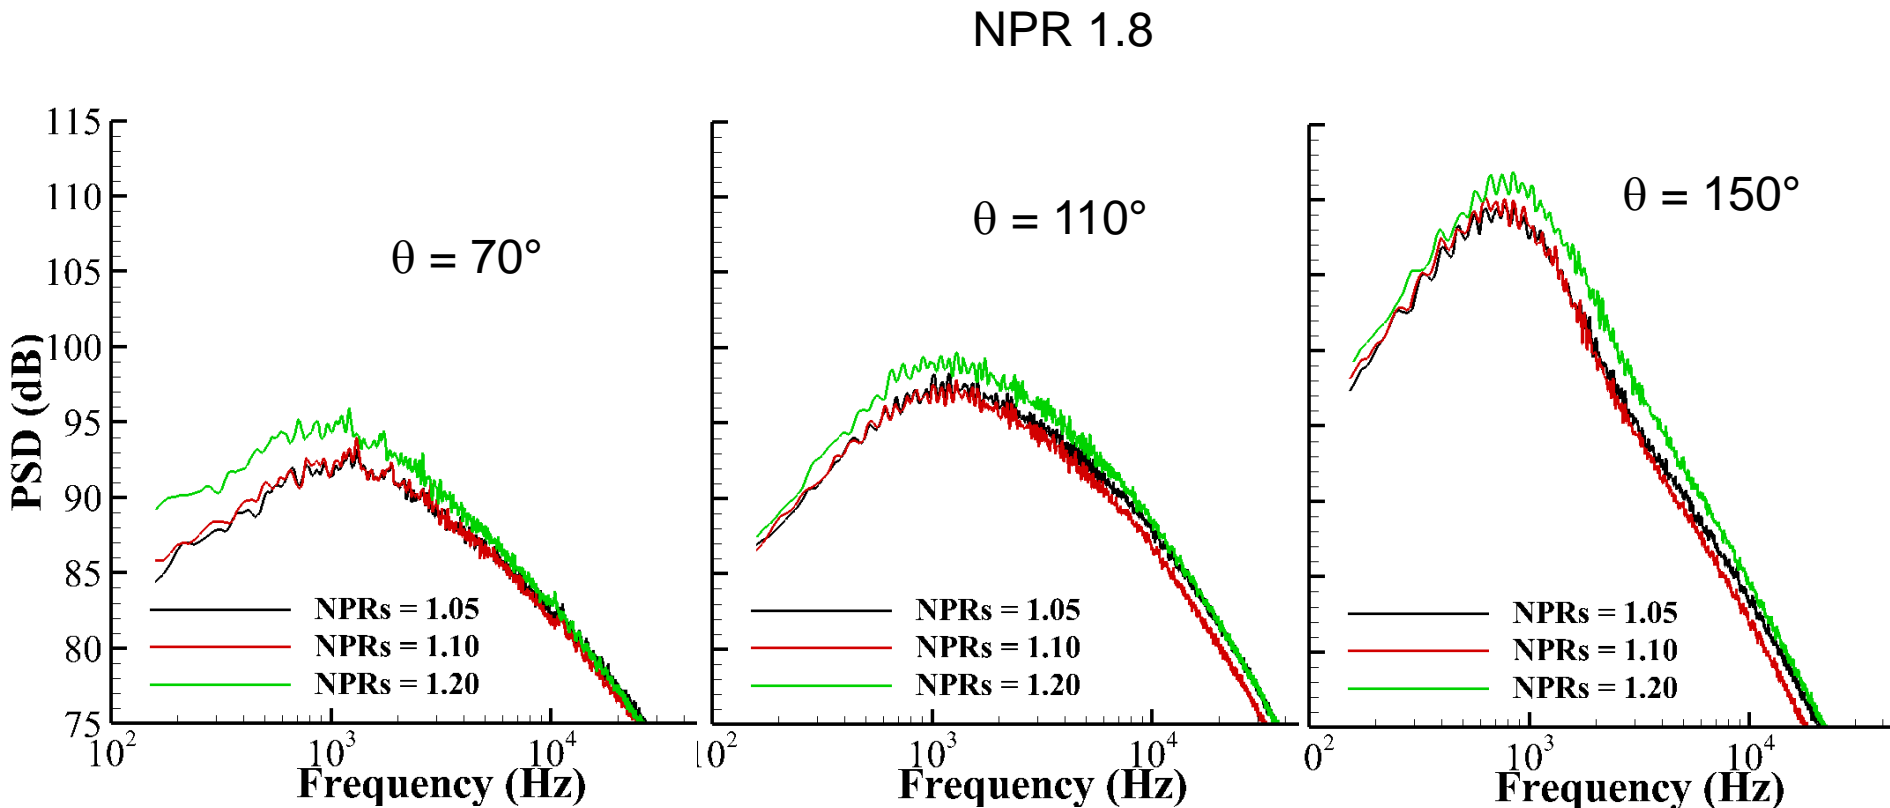 NPR 1.8
PSD (dB)
115
110
105
100
95
90
85
80
75
θ = 70°
NPRs = 1.05
NPRs = 1.10
NPRs = 1.20
10²
10³
10⁴
Frequency (Hz)
θ = 110°
NPRs = 1.05
NPRs = 1.10
NPRs = 1.20
10²
10³
10⁴
Frequency (Hz)
θ = 150°
NPRs = 1.05
NPRs = 1.10
NPRs = 1.20
0²
10³
10⁴
Frequency (Hz)